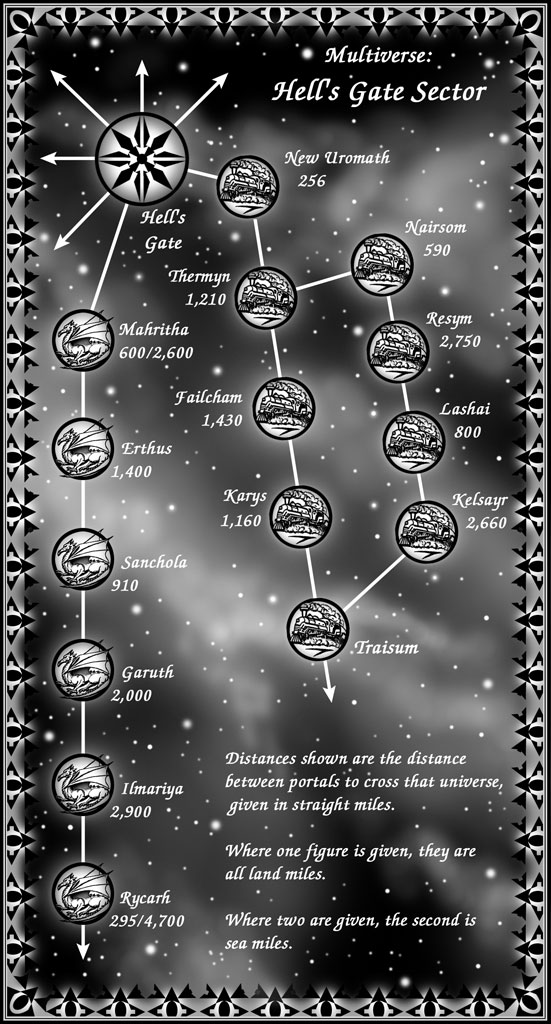 Multiverse:
Hell's Gate Sector
Hell's
Gate
New Uromath
256
Nairsom
590
Thermyn
1,210
Resym
2,750
Mahritha
600/2,600
Failcham
1,430
Lashai
800
Erthus
1,400
Karys
1,160
Kelsayr
2,660
Sanchola
910
Traisum
Garuth
2,000
Ilmariya
2,900
Rycarh
295/4,700
Distances shown are the distance
between portals to cross that universe,
given in straight miles.
Where one figure is given, they are
all land miles.
Where two are given, the second is
sea miles.